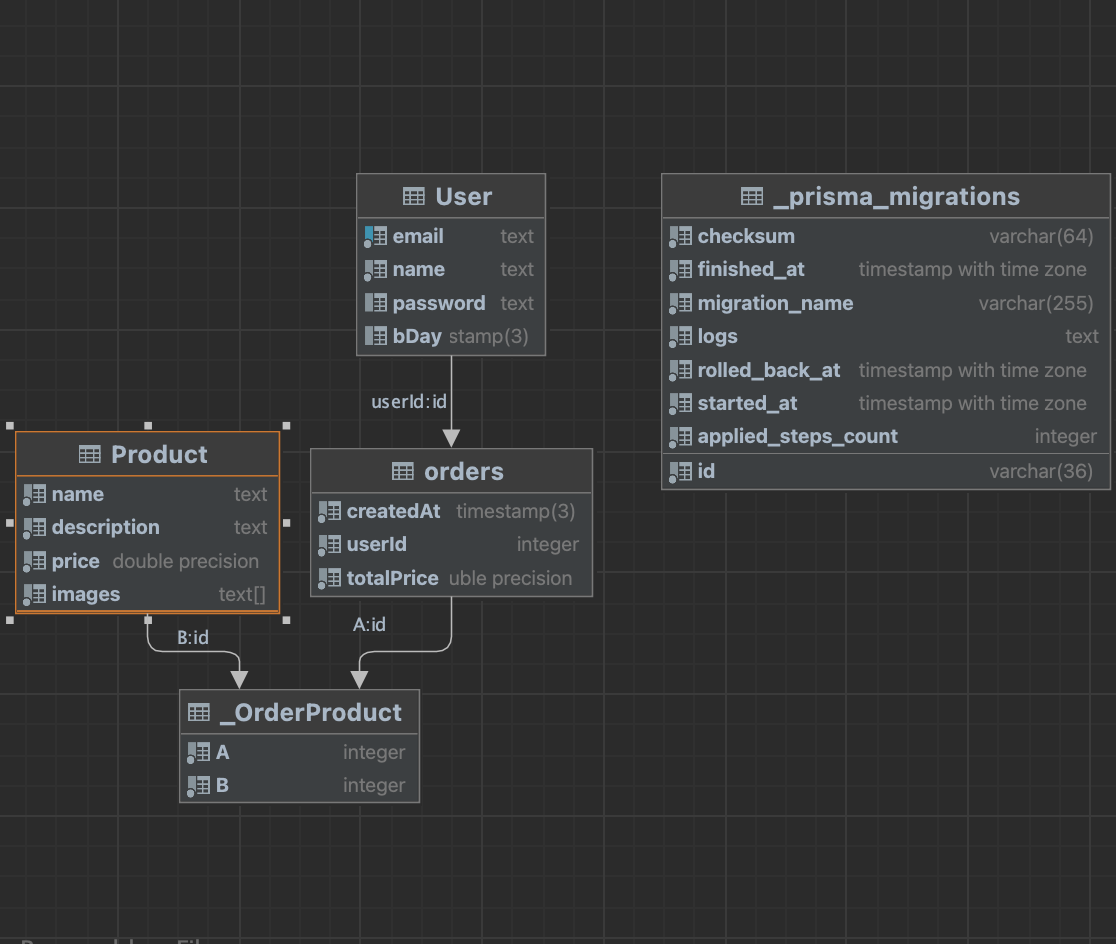 User
email text
name text
password text
bDay stamp(3)
_prisma_migrations
checksum varchar(64)
finished_at timestamp with time zone
migration_name varchar(255)
logs text
rolled_back_at timestamp with time zone
started_at timestamp with time zone
applied_steps_count integer
id varchar(36)
userId:id
Product
name text
description text
price double precision
images text[]
orders
createdAt timestamp(3)
userId integer
totalPrice uble precision
B:id
A:id
_OrderProduct
A integer
B integer